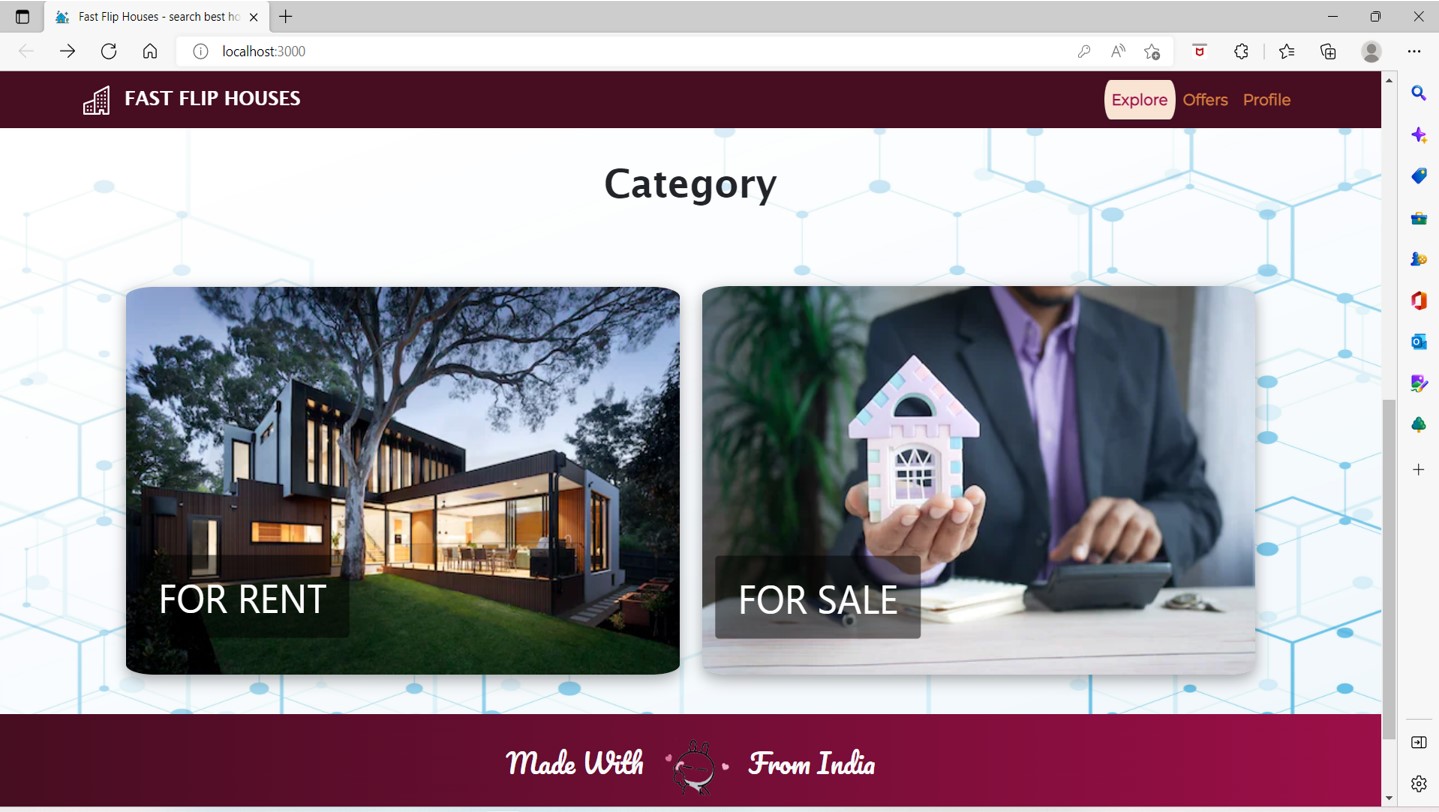 Fast Flip Houses - search best ho
localhost:3000
FAST FLIP HOUSES
Explore Offers Profile
Category
FOR RENT
FOR SALE
Made With From India